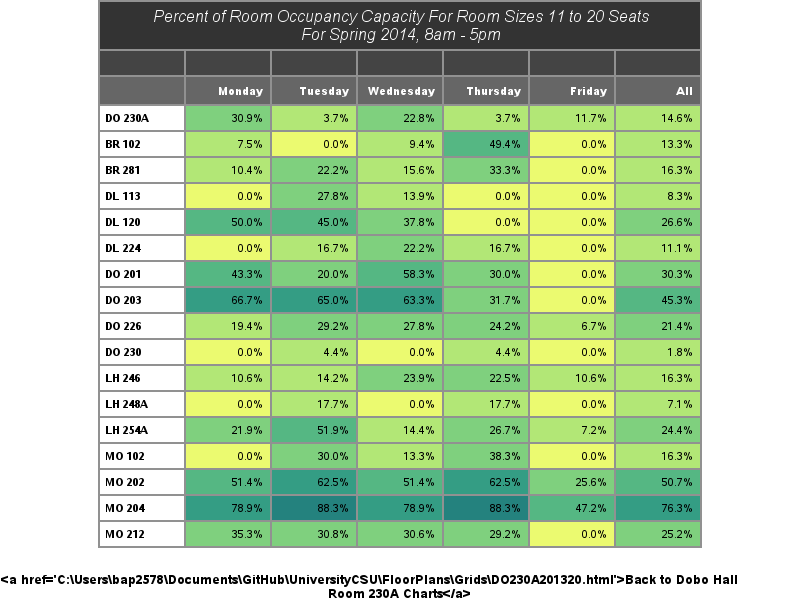 Percent of Room Occupancy Capacity For Room Sizes 11 to 20 Seats
For Spring 2014, 8am - 5pm
Monday Tuesday Wednesday Thursday Friday All
DO 230A 30.9% 3.7% 22.8% 3.7% 11.7% 14.6%
BR 102 7.5% 0.0% 9.4% 49.4% 0.0% 13.3%
BR 281 10.4% 22.2% 15.6% 33.3% 0.0% 16.3%
DL 113 0.0% 27.8% 13.9% 0.0% 0.0% 8.3%
DL 120 50.0% 45.0% 37.8% 0.0% 0.0% 26.6%
DL 224 0.0% 16.7% 22.2% 16.7% 0.0% 11.1%
DO 201 43.3% 20.0% 58.3% 30.0% 0.0% 30.3%
DO 203 66.7% 65.0% 63.3% 31.7% 0.0% 45.3%
DO 226 19.4% 29.2% 27.8% 24.2% 6.7% 21.4%
DO 230 0.0% 4.4% 0.0% 4.4% 0.0% 1.8%
LH 246 10.6% 14.2% 23.9% 22.5% 10.6% 16.3%
LH 248A 0.0% 17.7% 0.0% 17.7% 0.0% 7.1%
LH 254A 21.9% 51.9% 14.4% 26.7% 7.2% 24.4%
MO 102 0.0% 30.0% 13.3% 38.3% 0.0% 16.3%
MO 202 51.4% 62.5% 51.4% 62.5% 25.6% 50.7%
MO 204 78.9% 88.3% 78.9% 88.3% 47.2% 76.3%
MO 212 35.3% 30.8% 30.6% 29.2% 0.0% 25.2%
<a href='C:\Users\bap2578\Documents\GitHub\UniversityCSU\FloorPlans\Grids\DO230A201320.html'>Back to Dobo Hall
Room 230A Charts</a>